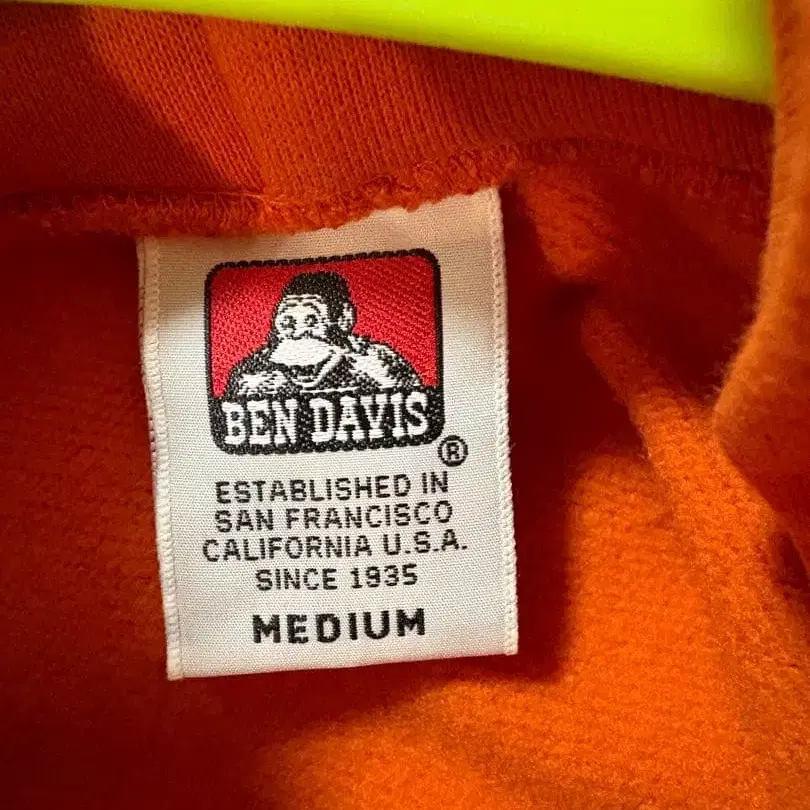 BEN DAVIS
®
ESTABLISHED IN
SAN FRANCISCO
CALIFORNIA U.S.A.
SINCE 1935
MEDIUM